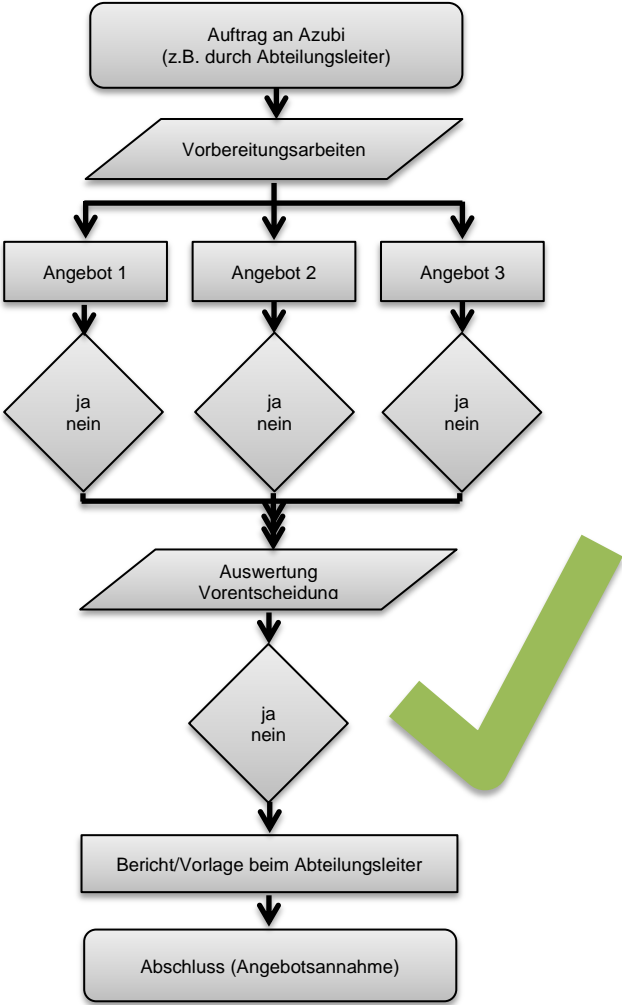 Auftrag an Azubi
(z.B. durch Abteilungsleiter)
Vorbereitungsarbeiten
Angebot 1
Angebot 2
Angebot 3
ja
nein
ja
nein
ja
nein
Auswertung
Vorentscheidung
ja
nein
Bericht/Vorlage beim Abteilungsleiter
Abschluss (Angebotsannahme)